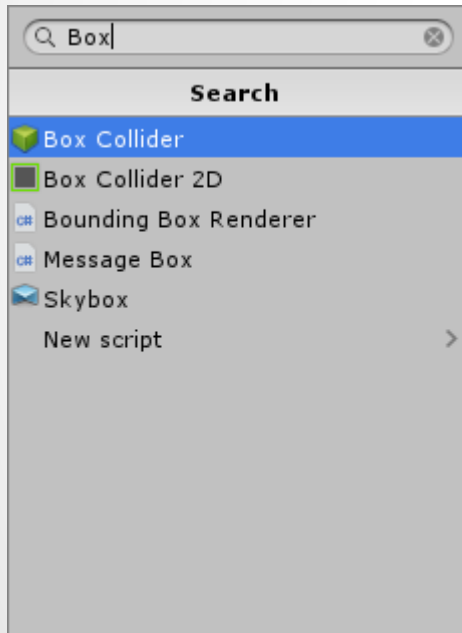 Box
Search
Box Collider
Box Collider 2D
c# Bounding Box Renderer
c# Message Box
Skybox
New script